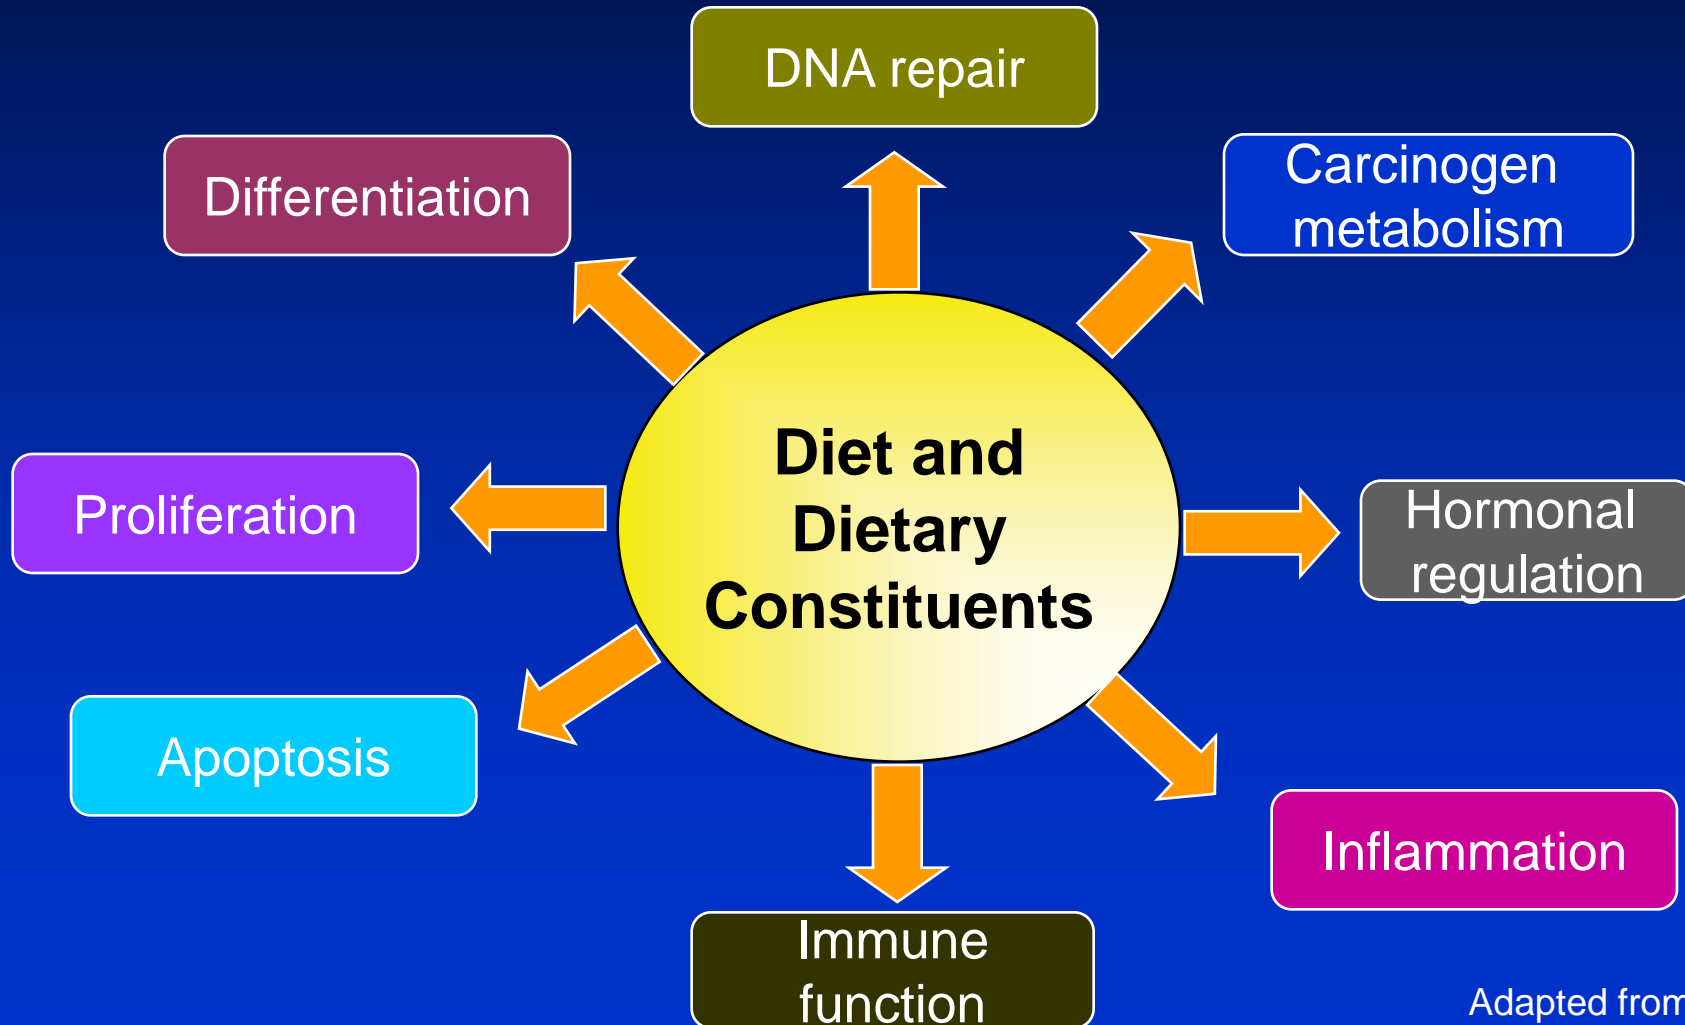 DNA repair
Differentiation
Carcinogen
metabolism
Diet and
Dietary
Constituents
Proliferation
Hormonal
regulation
Apoptosis
Inflammation
Immune
function
Adapted from